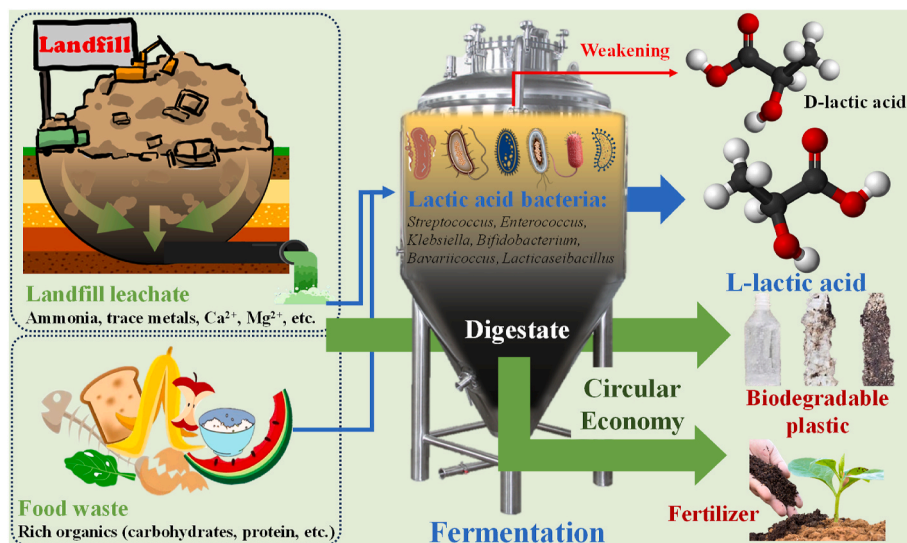 Landfill
Landfill leachate
Ammonia, trace metals, Ca²⁺, Mg²⁺, etc.
Food waste
Rich organics (carbohydrates, protein, etc.)
Weakening
D-lactic acid
Lactic acid bacteria:
Streptococcus, Enterococcus,
Klebsiella, Bifidobacterium,
Bavariicoccus, Lacticaseibacillus
L-lactic acid
Digestate
Circular
Economy
Biodegradable
plastic
Fertilizer
Fermentation